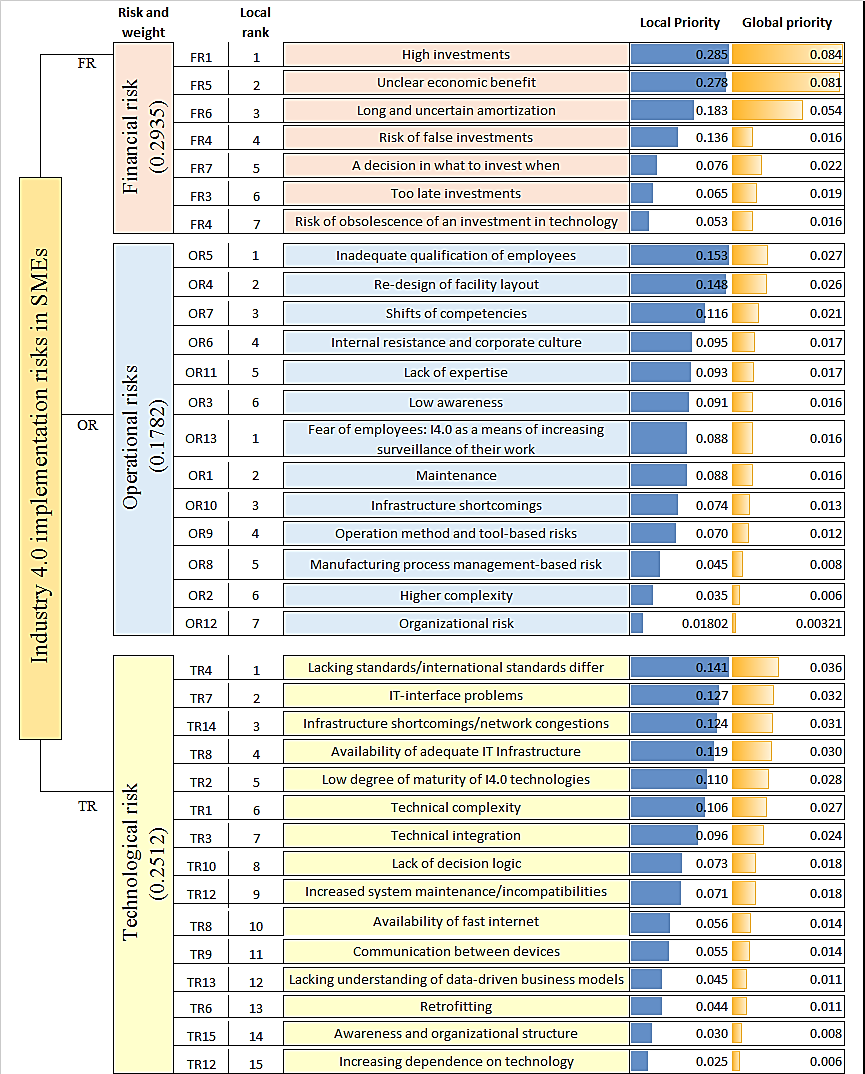 Risk and weight Local rank Local Priority Global priority
Industry 4.0 implementation risks in SMEs
FR
Financial risk (0.2935)
FR1 1 High investments 0.285 0.084
FR5 2 Unclear economic benefit 0.278 0.081
FR6 3 Long and uncertain amortization 0.183 0.054
FR4 4 Risk of false investments 0.136 0.016
FR7 5 A decision in what to invest when 0.076 0.022
FR3 6 Too late investments 0.065 0.019
FR4 7 Risk of obsolescence of an investment in technology 0.053 0.016
OR
Operational risks (0.1782)
OR5 1 Inadequate qualification of employees 0.153 0.027
OR4 2 Re-design of facility layout 0.148 0.026
OR7 3 Shifts of competencies 0.116 0.021
OR6 4 Internal resistance and corporate culture 0.095 0.017
OR11 5 Lack of expertise 0.093 0.017
OR3 6 Low awareness 0.091 0.016
OR13 1 Fear of employees: I4.0 as a means of increasing surveillance of their work 0.088 0.016
OR1 2 Maintenance 0.088 0.016
OR10 3 Infrastructure shortcomings 0.074 0.013
OR9 4 Operation method and tool-based risks 0.070 0.012
OR8 5 Manufacturing process management-based risk 0.045 0.008
OR2 6 Higher complexity 0.035 0.006
OR12 7 Organizational risk 0.01802 0.00321
TR
Technological risk (0.2512)
TR4 1 Lacking standards/international standards differ 0.141 0.036
TR7 2 IT-interface problems 0.127 0.032
TR14 3 Infrastructure shortcomings/network congestions 0.124 0.031
TR8 4 Availability of adequate IT Infrastructure 0.119 0.030
TR2 5 Low degree of maturity of I4.0 technologies 0.110 0.028
TR1 6 Technical complexity 0.106 0.027
TR3 7 Technical integration 0.096 0.024
TR10 8 Lack of decision logic 0.073 0.018
TR12 9 Increased system maintenance/incompatibilities 0.071 0.018
TR8 10 Availability of fast internet 0.056 0.014
TR9 11 Communication between devices 0.055 0.014
TR13 12 Lacking understanding of data-driven business models 0.045 0.011
TR6 13 Retrofitting 0.044 0.011
TR15 14 Awareness and organizational structure 0.030 0.008
TR12 15 Increasing dependence on technology 0.025 0.006